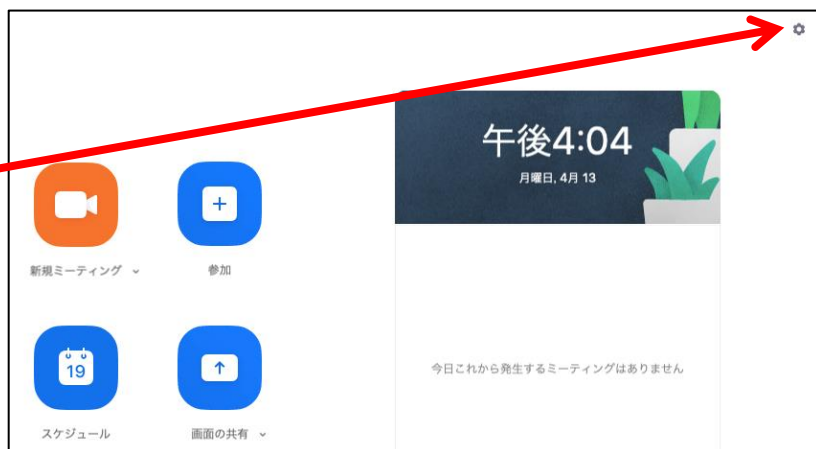 午後4:04
月曜日, 4月 13
新規ミーティング
参加
19
スケジュール
画面の共有
今日これから発生するミーティングはありません